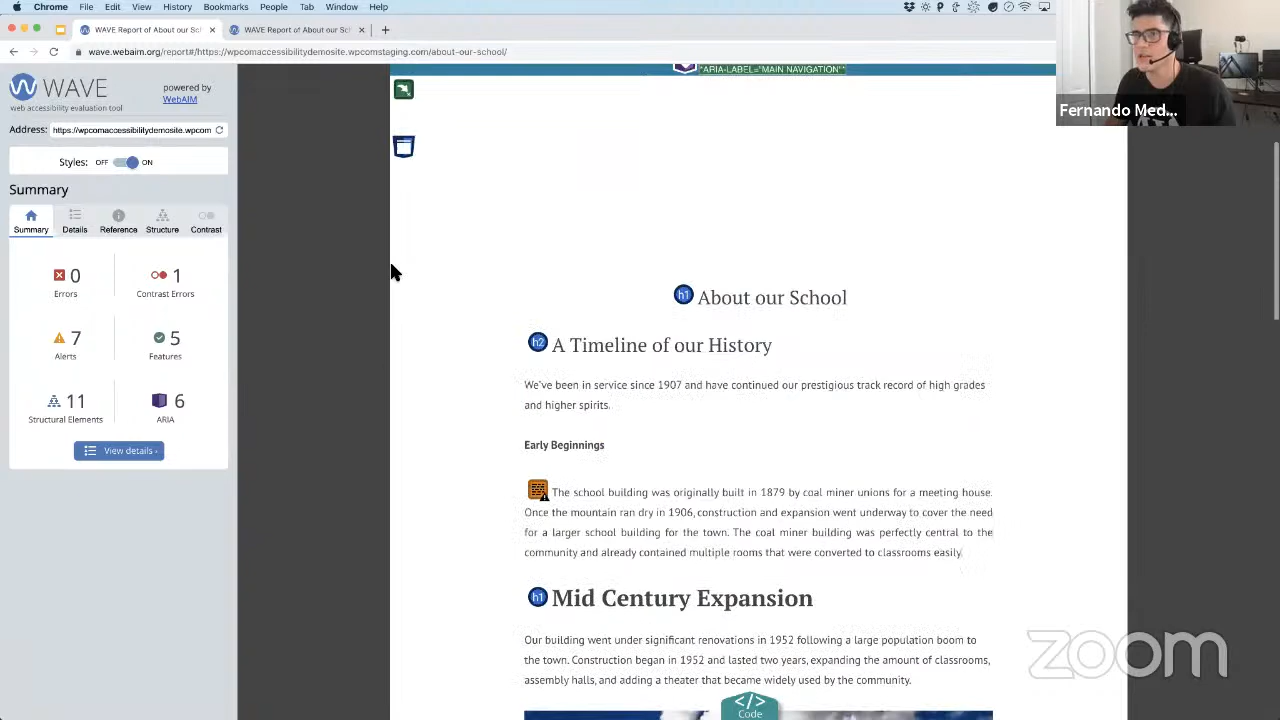 Chrome File Edit View History Bookmarks People Tab Window Help
WAVE Report of About our Sc
WAVE Report of About our Sc
wave.webaim.org/report#/https://wpcomaccessibilitydemosite.wpcomstaging.com/about-our-school/
WAVE
web accessibility evaluation tool
powered by
WebAIM
Address: https://wpcomaccessibilitydemosite.wpcom
Styles: OFF ON
Summary
Summary Details Reference Structure Contrast
0
Errors
1
Contrast Errors
7
Alerts
5
Features
11
Structural Elements
6
ARIA
View details
*ARIA-LABEL="MAIN NAVIGATION"*
h1 About our School
h2 A Timeline of our History
We've been in service since 1907 and have continued our prestigious track record of high grades
and higher spirits.
Early Beginnings
The school building was originally built in 1879 by coal miner unions for a meeting house.
Once the mountain ran dry in 1906, construction and expansion went underway to cover the need
for a larger school building for the town. The coal miner building was perfectly central to the
community and already contained multiple rooms that were converted to classrooms easily.
h1 Mid Century Expansion
Our building went under significant renovations in 1952 following a large population boom to
the town. Construction began in 1952 and lasted two years, expanding the amount of classrooms,
assembly halls, and adding a theater that became widely used by the community.
</>
Code
Fernando Med...
zoom